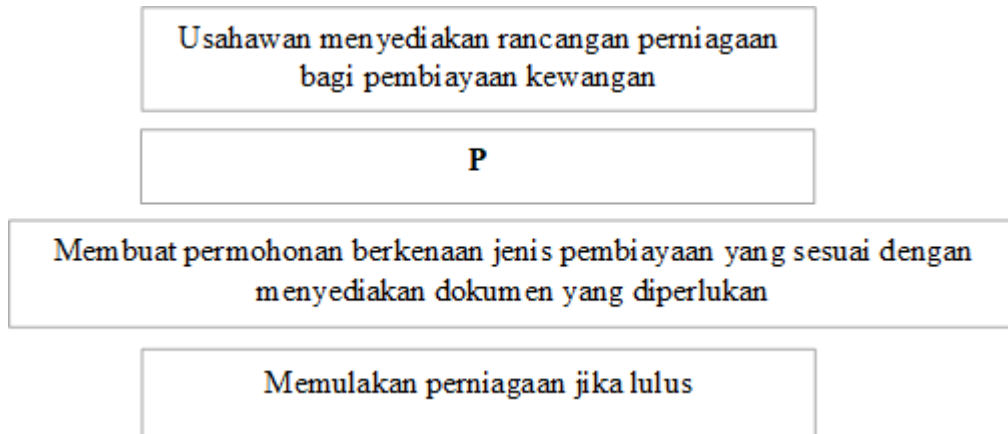 Usahawan menyediakan rancangan perniagaan
bagi pembiayaan kewangan
P
Membuat permohonan berkenaan jenis pembiayaan yang sesuai dengan
menyediakan dokumen yang diperlukan
Memulakan perniagaan jika lulus